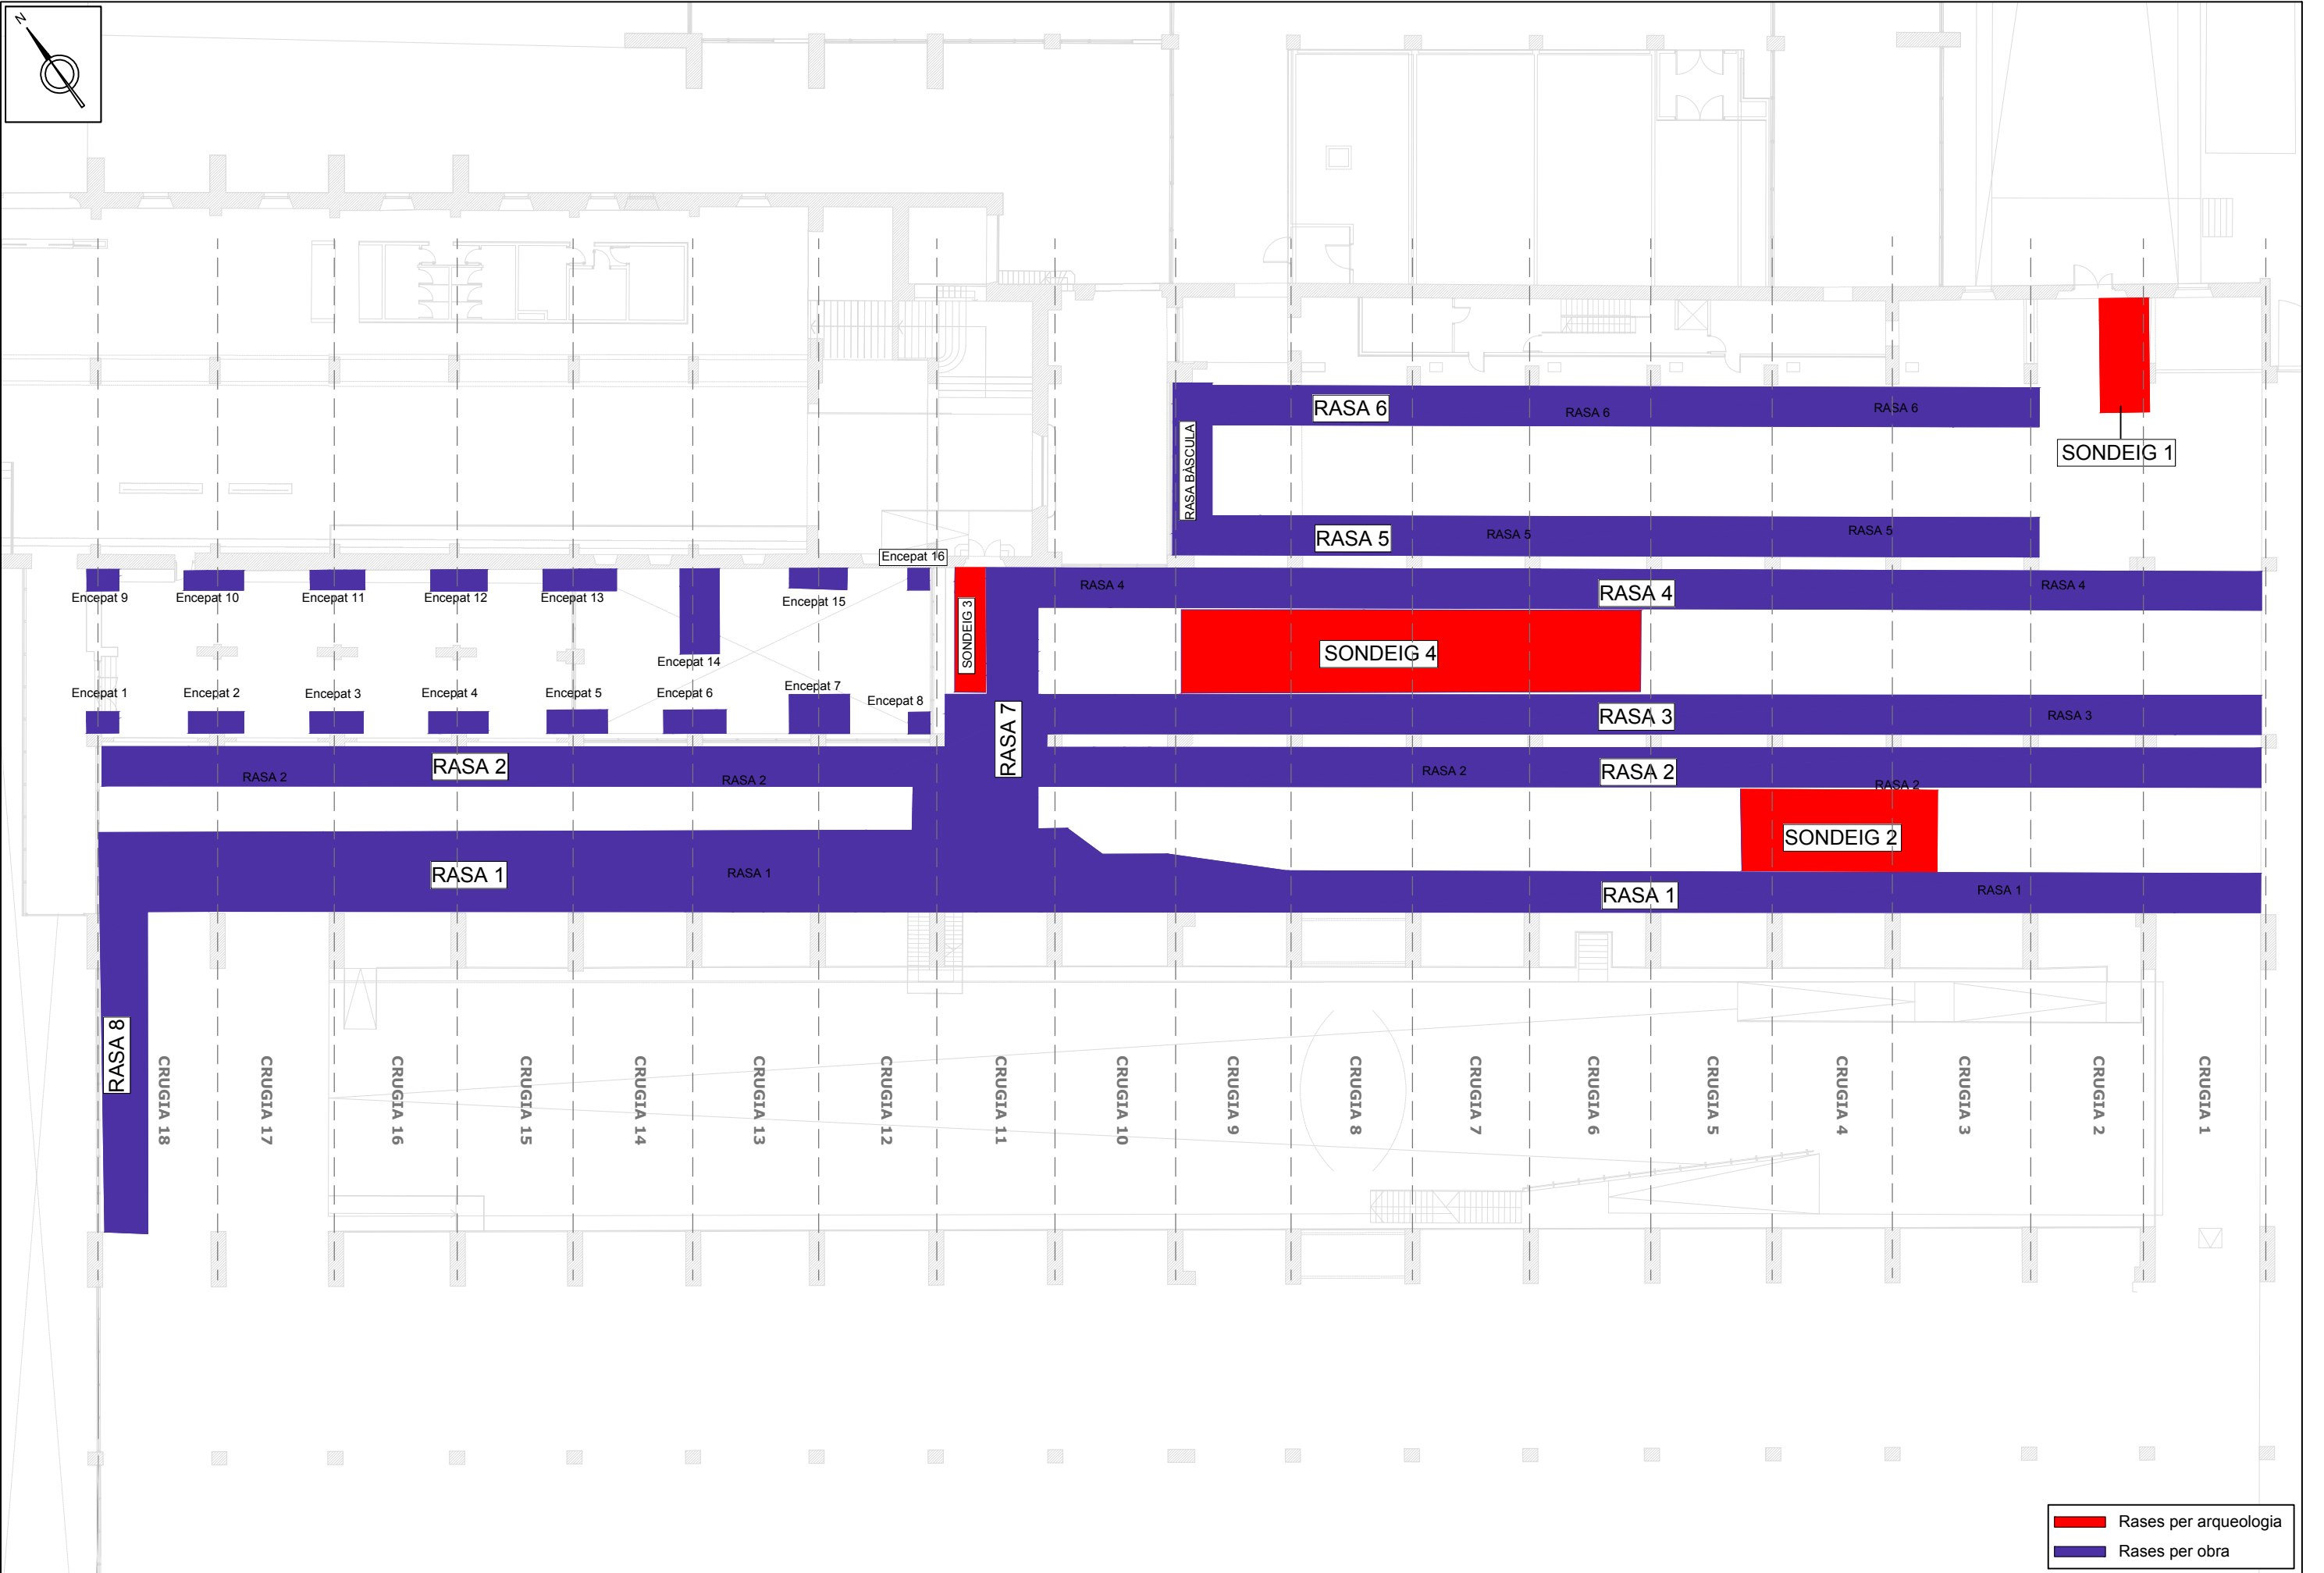 N
RASA 6
RASA 6
RASA 6
SONDEIG 1
RASA BÀSCULA
RASA 5
RASA 5
RASA 5
Encepat 16
Encepat 9
Encepat 10
Encepat 11
Encepat 12
Encepat 13
Encepat 15
RASA 4
RASA 4
RASA 4
SONDEIG 3
SONDEIG 4
Encepat 14
Encepat 1
Encepat 2
Encepat 3
Encepat 4
Encepat 5
Encepat 6
Encepat 7
Encepat 8
RASA 7
RASA 3
RASA 3
RASA 2
RASA 2
RASA 2
RASA 2
RASA 2
RASA 2
SONDEIG 2
RASA 1
RASA 1
RASA 1
RASA 1
RASA 8
CRUGIA 18
CRUGIA 17
CRUGIA 16
CRUGIA 15
CRUGIA 14
CRUGIA 13
CRUGIA 12
CRUGIA 11
CRUGIA 10
CRUGIA 9
CRUGIA 8
CRUGIA 7
CRUGIA 6
CRUGIA 5
CRUGIA 4
CRUGIA 3
CRUGIA 2
CRUGIA 1
Rases per arqueologia
Rases per obra